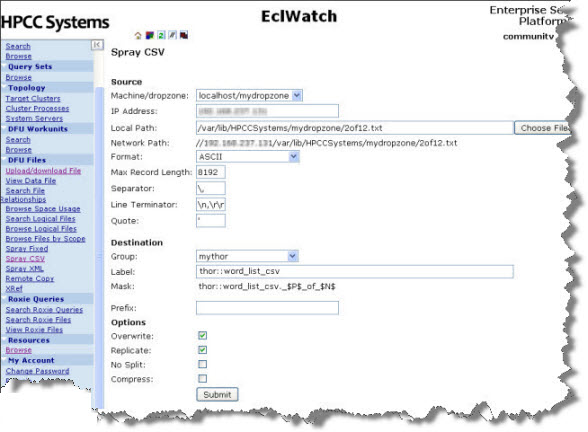 HPCC Systems
EclWatch
Enterprise Se
Platform
community
Search
Browse
Query Sets
Browse
Topology
Target Clusters
Cluster Processes
System Servers
DFU Workunits
Search
Browse
DFU Files
Upload/download File
View Data File
Search File
Relationships
Browse Space Usage
Search Logical Files
Browse Logical Files
Browse Files by Scope
Spray Fixed
Spray CSV
Spray XML
Remote Copy
XRef
Roxie Queries
Search Roxie Queries
Search Roxie Files
View Roxie Files
Resources
Browse
My Account
Change Password
Spray CSV
Source
Machine/dropzone: localhost/mydropzone
IP Address:
Local Path: /var/lib/HPCCSystems/mydropzone/2of12.txt Choose File
Network Path: //192.168.237.131/var/lib/HPCCSystems/mydropzone/2of12.txt
Format: ASCII
Max Record Length: 8192
Separator: \,
Line Terminator: \n,\r\r
Quote: '
Destination
Group: mythor
Label: thor::word_list_csv
Mask: thor::word_list_csv._$P$_of_$N$
Prefix:
Options
Overwrite:
Replicate:
No Split:
Compress:
Submit